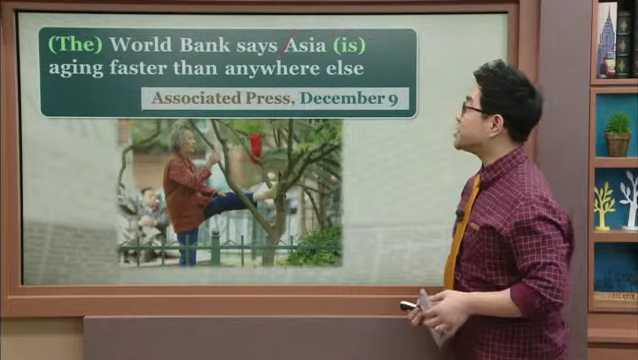 (The) World Bank says Asia (is)
aging faster than anywhere else
Associated Press, December 9